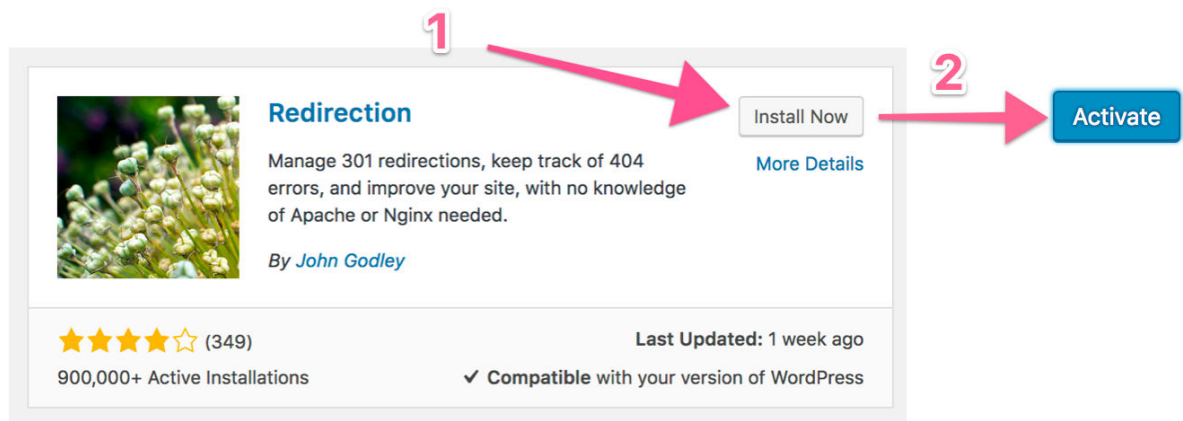 1
2
Redirection
Install Now
Activate
More Details
Manage 301 redirections, keep track of 404
errors, and improve your site, with no knowledge
of Apache or Nginx needed.
By John Godley
(349)
Last Updated: 1 week ago
900,000+ Active Installations
Compatible with your version of WordPress